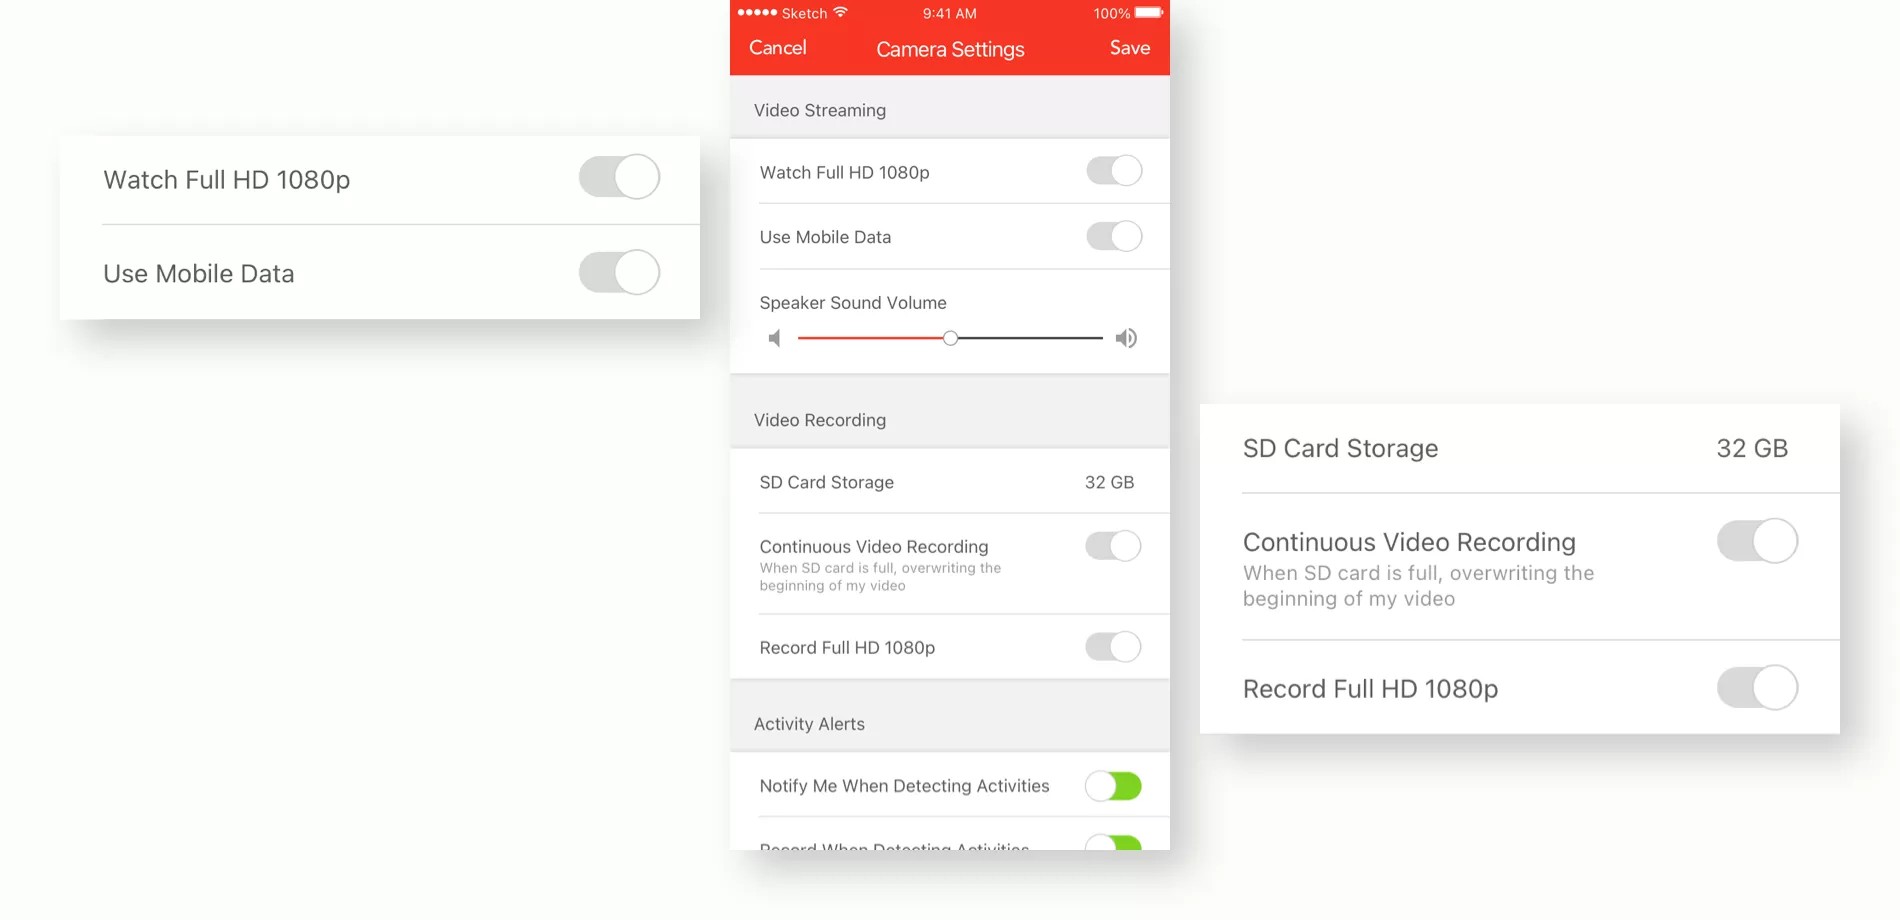 Sketch 9:41 AM 100%
Cancel Camera Settings Save
Video Streaming
Watch Full HD 1080p
Use Mobile Data
Speaker Sound Volume
Video Recording
SD Card Storage 32 GB
Continuous Video Recording
When SD card is full, overwriting the
beginning of my video
Record Full HD 1080p
Activity Alerts
Notify Me When Detecting Activities
Record When Detecting Activities
Watch Full HD 1080p
Use Mobile Data
SD Card Storage 32 GB
Continuous Video Recording
When SD card is full, overwriting the
beginning of my video
Record Full HD 1080p